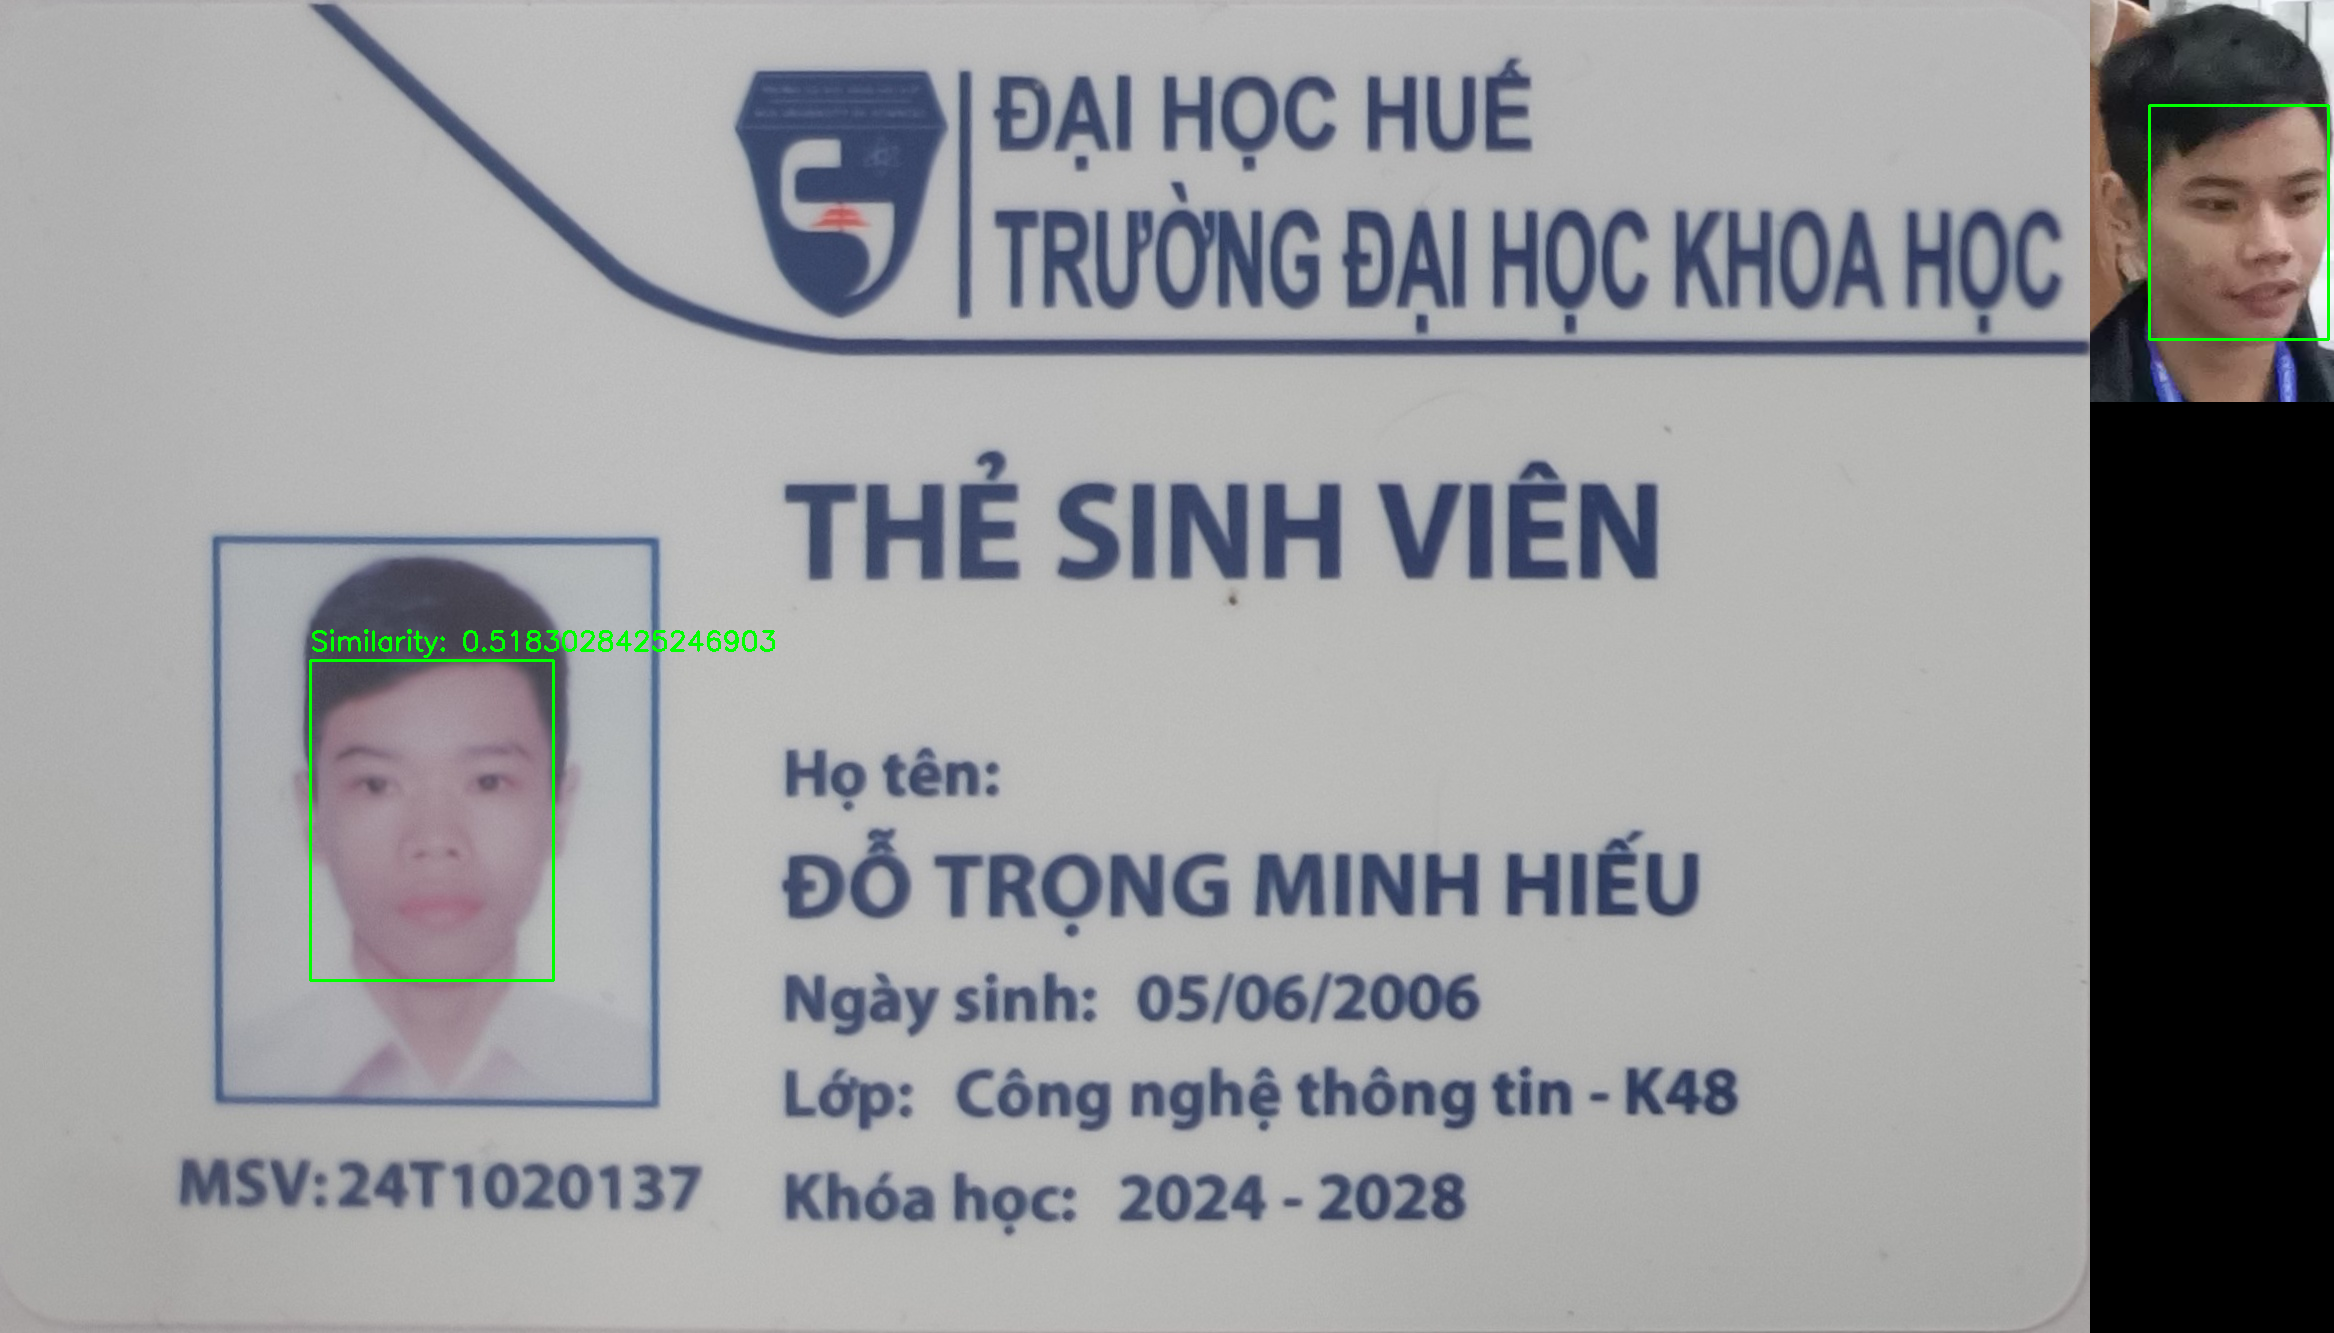 ĐẠI HỌC HUẾ
TRƯỜNG ĐẠI HỌC KHOA HỌC
THẺ SINH VIÊN
Similarity: 0.5183028425246903
Họ tên:
ĐỖ TRỌNG MINH HIẾU
Ngày sinh: 05/06/2006
Lớp: Công nghệ thông tin - K48
MSV: 24T1020137
Khóa học: 2024 - 2028